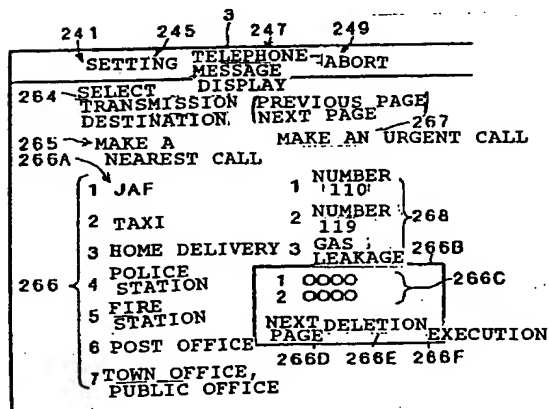 3
241 245 247 249
SETTING TELEPHONE MESSAGE DISPLAY ABORT
264 SELECT TRANSMISSION DESTINATION (PREVIOUS PAGE NEXT PAGE) 267
265 MAKE A NEAREST CALL MAKE AN URGENT CALL
266A
1 JAF 1 NUMBER '110'
2 TAXI 2 NUMBER 119 268
3 HOME DELIVERY 3 GAS LEAKAGE 266B
266 4 POLICE STATION 1 OOOO 266C
2 OOOO
5 FIRE STATION NEXT PAGE DELETION EXECUTION
6 POST OFFICE 266D 266E 266F
7 TOWN OFFICE, PUBLIC OFFICE